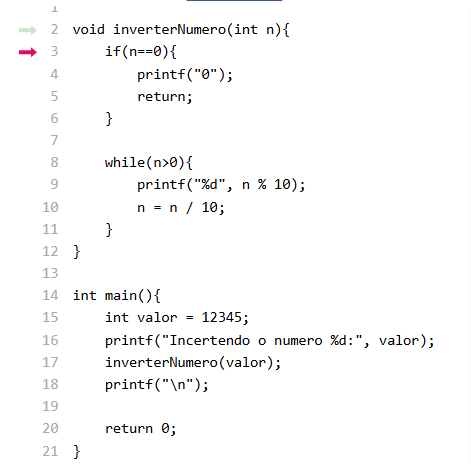 1
2 void inverterNumero(int n){
3     if(n==0){
4         printf("0");
5         return;
6     }
7
8     while(n>0){
9         printf("%d", n % 10);
10         n = n / 10;
11     }
12 }
13
14 int main(){
15     int valor = 12345;
16     printf("Incertendo o numero %d:", valor);
17     inverterNumero(valor);
18     printf("\n");
19
20     return 0;
21 }